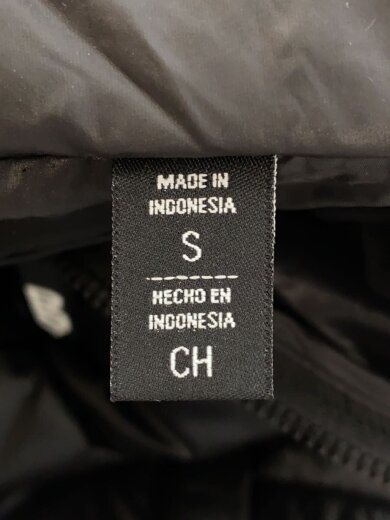 MADE IN
INDONESIA
S
HECHO EN
INDONESIA
CH